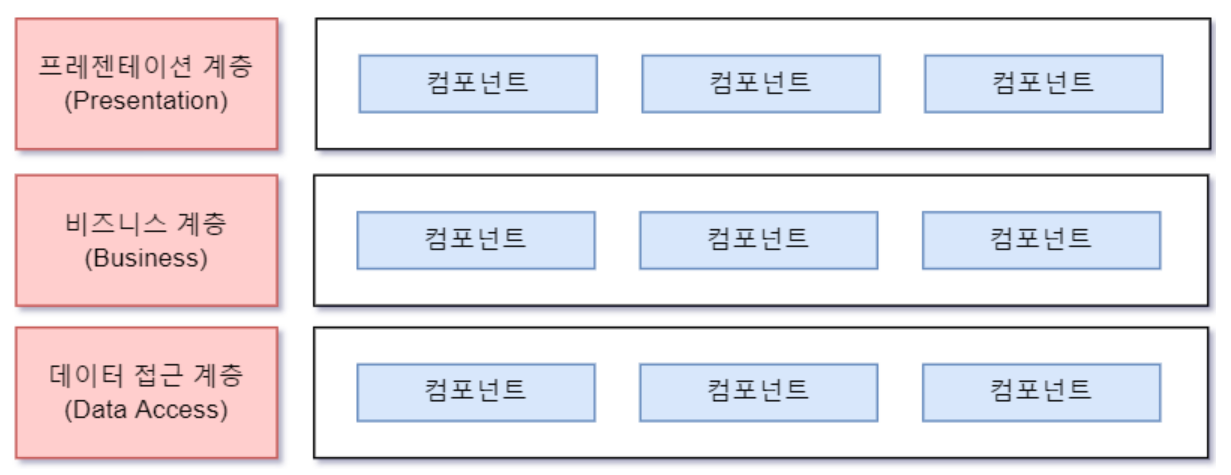 프레젠테이션 계층
(Presentation)
컴포넌트
컴포넌트
컴포넌트
비즈니스 계층
(Business)
컴포넌트
컴포넌트
컴포넌트
데이터 접근 계층
(Data Access)
컴포넌트
컴포넌트
컴포넌트